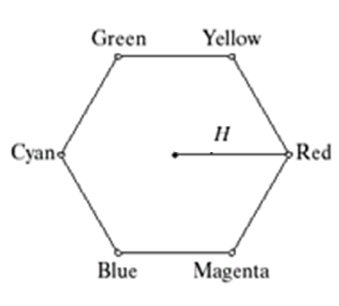 Green Yellow
Cyan H Red
Blue Magenta